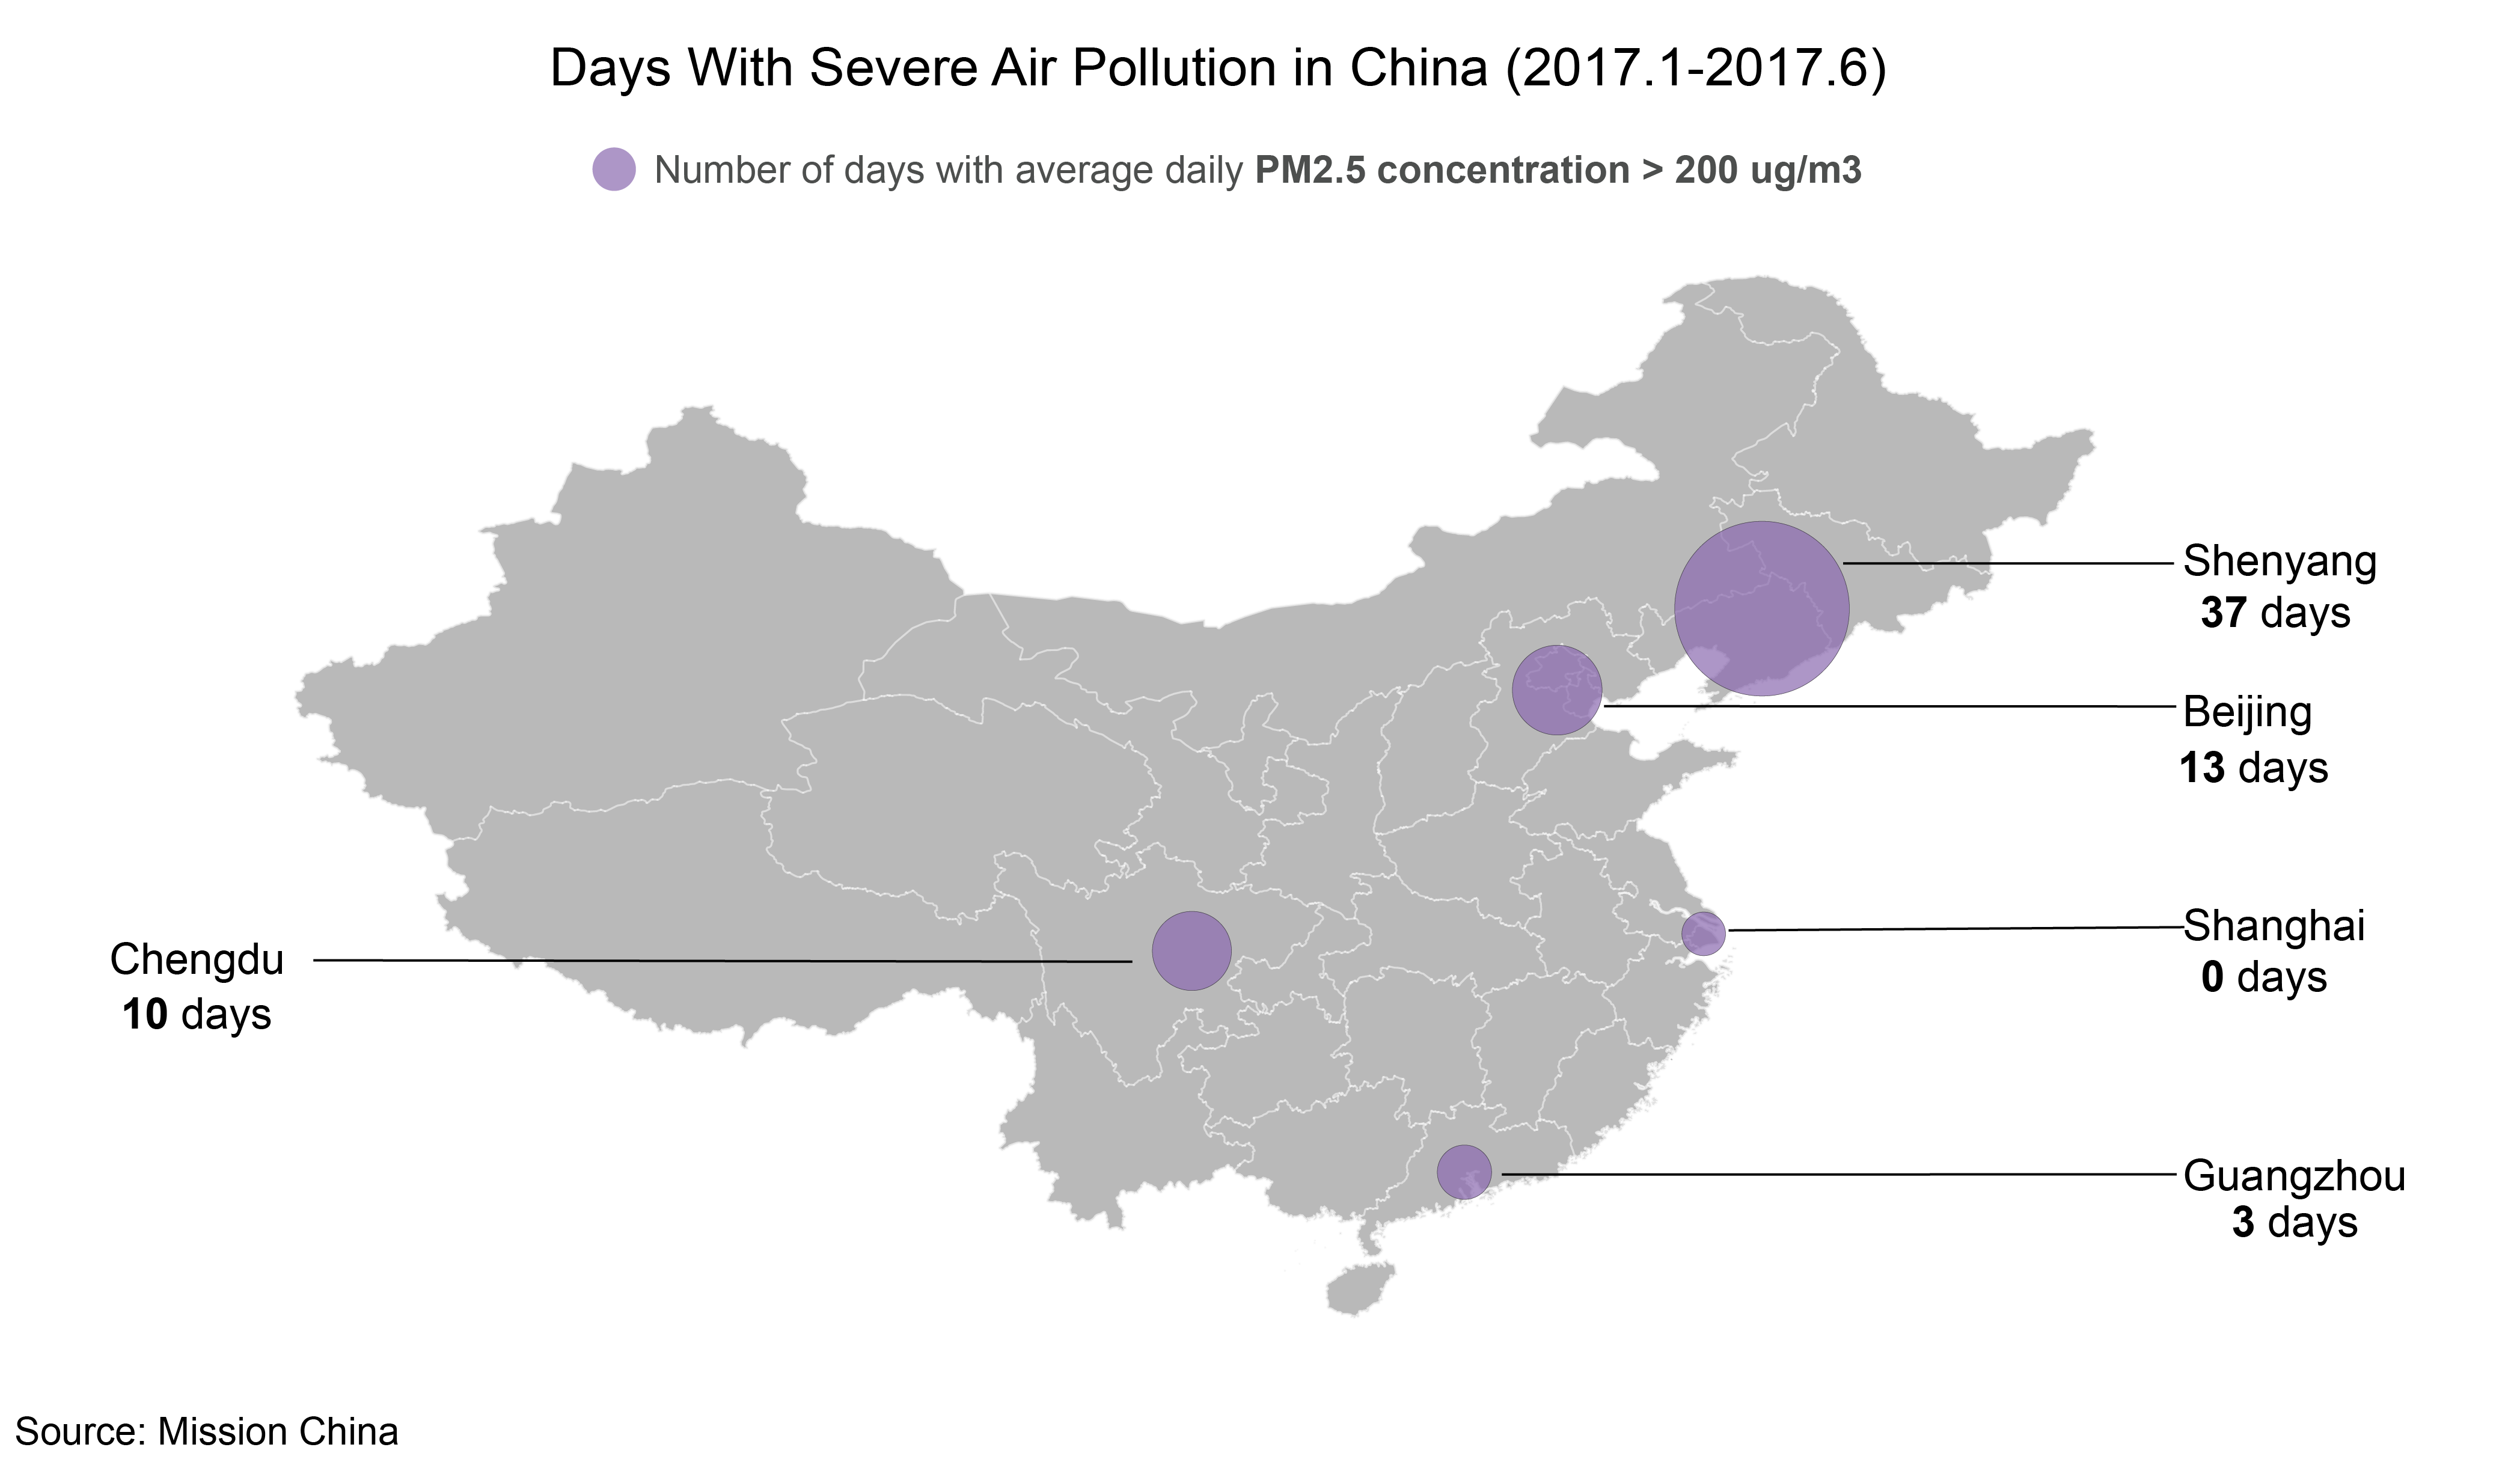 Days With Severe Air Pollution in China (2017.1-2017.6)
Number of days with average daily PM2.5 concentration > 200 ug/m3
Shenyang
37 days
Beijing
13 days
Shanghai
0 days
Chengdu
10 days
Guangzhou
3 days
Source: Mission China